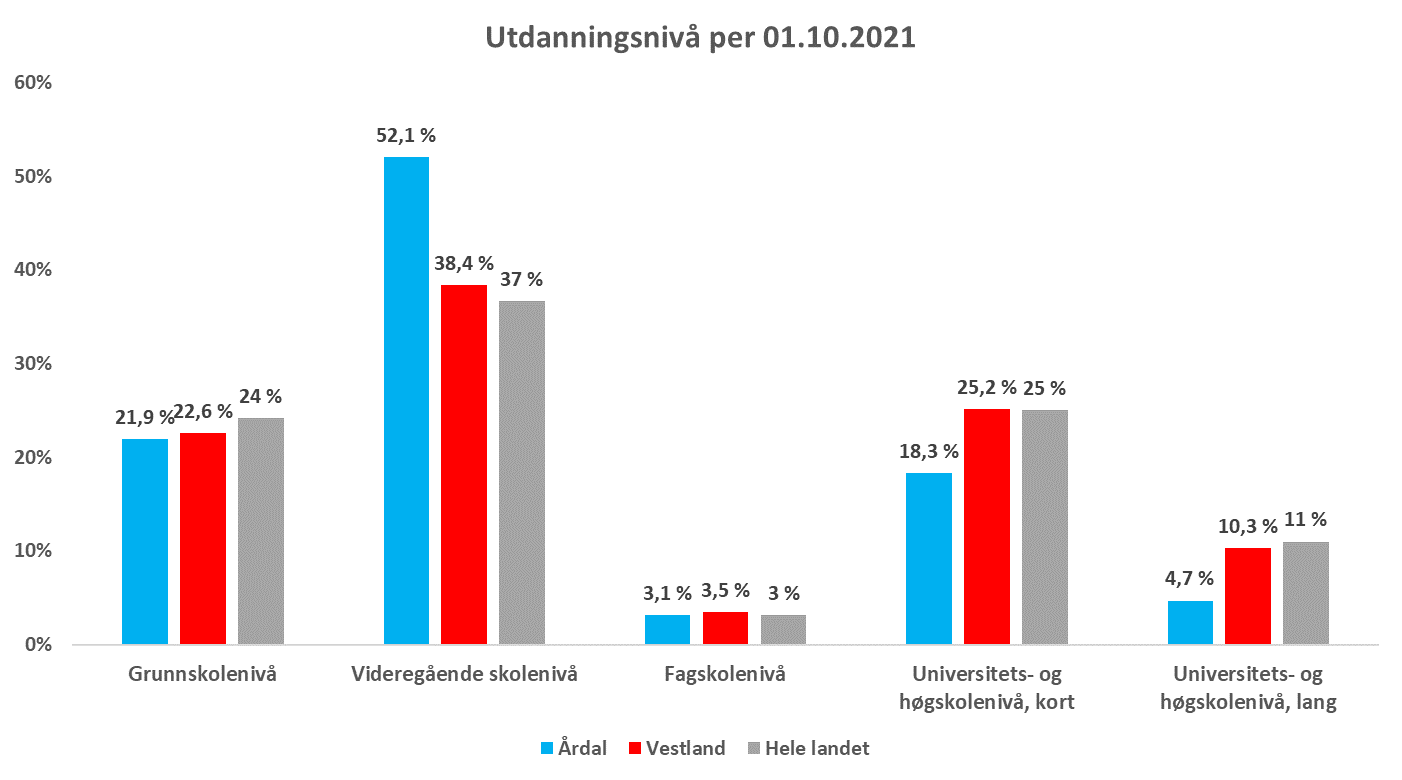 Utdanningsnivå per 01.10.2021
60%
50%
40%
30%
20%
10%
0%
21,9 %
22,6 %
24 %
52,1 %
38,4 %
37 %
3,1 %
3,5 %
3 %
18,3 %
25,2 %
25 %
4,7 %
10,3 %
11 %
Grunnskolenivå
Videregående skolenivå
Fagskolenivå
Universitets- og
høgskolenivå, kort
Universitets- og
høgskolenivå, lang
Årdal
Vestland
Hele landet